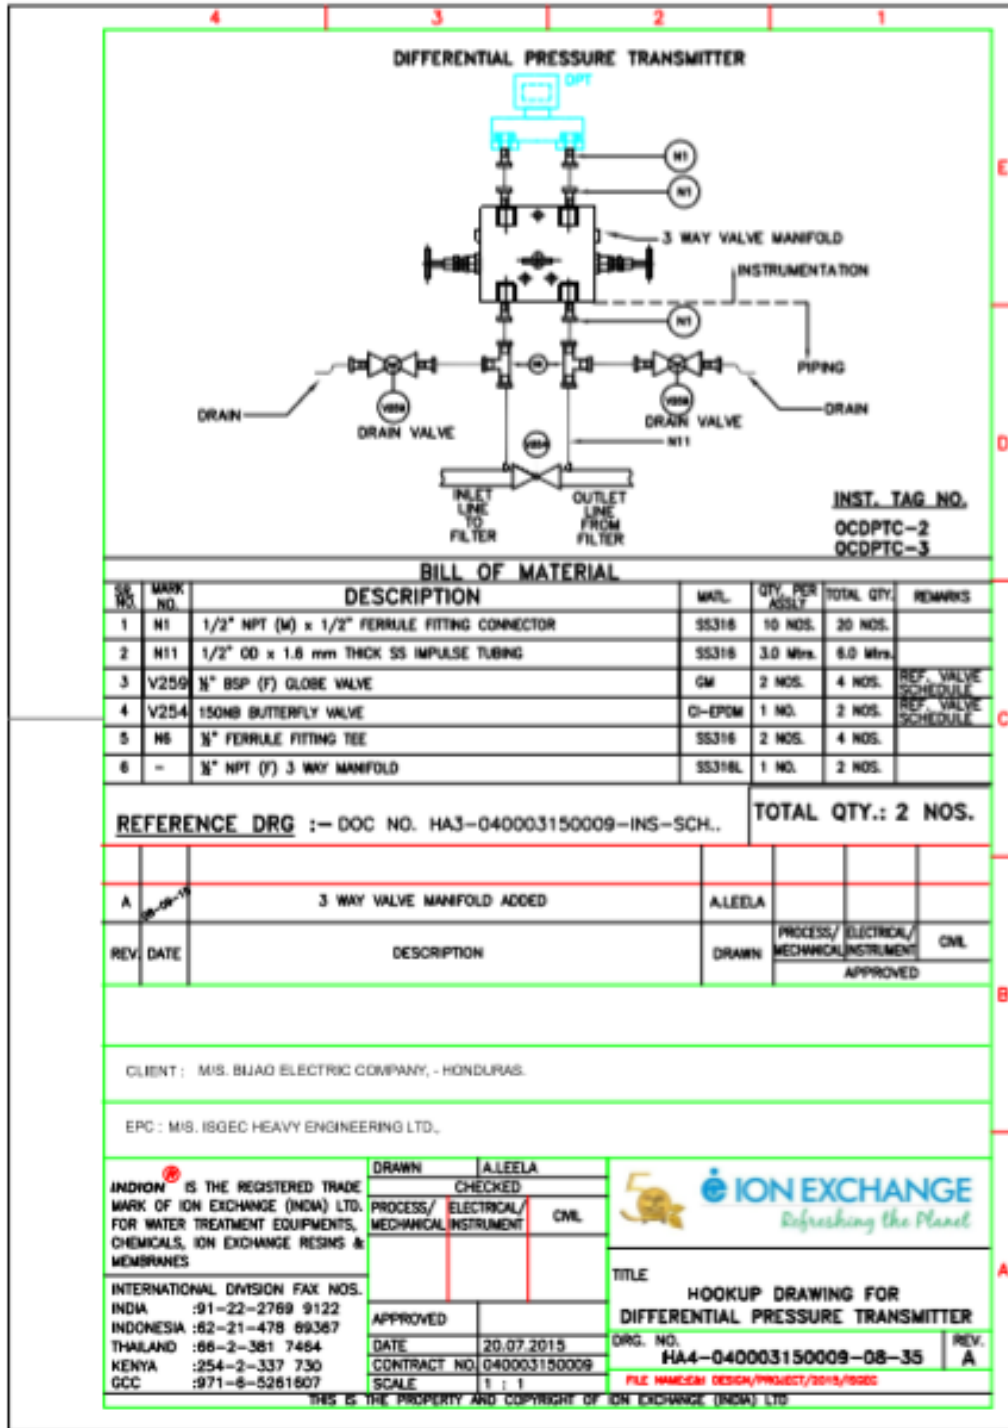 4 3 2 1
DIFFERENTIAL PRESSURE TRANSMITTER
DPT
N1
E
N1
3 WAY VALVE MANIFOLD
INSTRUMENTATION
N1
PIPING
DRAIN
V259
V259
DRAIN
DRAIN VALVE
DRAIN VALVE
N11
D
V254
INLET LINE TO FILTER
OUTLET LINE FROM FILTER
INST. TAG NO.
OCDPTC-2
OCDPTC-3
BILL OF MATERIAL
SR. NO. MARK NO. DESCRIPTION MATL. QTY. PER ASSLY TOTAL QTY. REMARKS
1 N1 1/2" NPT (M) x 1/2" FERRULE FITTING CONNECTOR SS316 10 NOS. 20 NOS.
2 N11 1/2" OD x 1.6 mm THICK SS IMPULSE TUBING SS316 3.0 Mtrs. 6.0 Mtrs.
3 V259 ½" BSP (F) GLOBE VALVE GM 2 NOS. 4 NOS. REF. VALVE SCHEDULE
4 V254 150NB BUTTERFLY VALVE CI-EPDM 1 NO. 2 NOS. REF. VALVE SCHEDULE
C
5 N6 ½" FERRULE FITTING TEE SS316 2 NOS. 4 NOS.
6 - ½" NPT (F) 3 WAY MANIFOLD SS316L 1 NO. 2 NOS.
REFERENCE DRG :- DOC NO. HA3-040003150009-INS-SCH..
TOTAL QTY.: 2 NOS.
A 3 WAY VALVE MANIFOLD ADDED A.LEELA
REV. DATE DESCRIPTION DRAWN PROCESS/ MECHANICAL ELECTRICAL/ INSTRUMENT CIVIL
APPROVED
B
CLIENT : M/S. BIJAO ELECTRIC COMPANY, - HONDURAS.
EPC : M/S. ISGEC HEAVY ENGINEERING LTD.,
INDION ® IS THE REGISTERED TRADE
MARK OF ION EXCHANGE (INDIA) LTD.
FOR WATER TREATMENT EQUIPMENTS,
CHEMICALS, ION EXCHANGE RESINS &
MEMBRANES
INTERNATIONAL DIVISION FAX NOS.
INDIA :91-22-2769 9122
INDONESIA :62-21-478 69367
THAILAND :66-2-381 7464
KENYA :254-2-337 730
GCC :971-6-5261607
DRAWN A.LEELA
CHECKED
PROCESS/ MECHANICAL ELECTRICAL/ INSTRUMENT CIVIL
APPROVED
DATE 20.07.2015
CONTRACT NO. 040003150009
SCALE 1 : 1
50
ION EXCHANGE
Refreshing the Planet
A
TITLE
HOOKUP DRAWING FOR
DIFFERENTIAL PRESSURE TRANSMITTER
DRG. NO.
HA4-040003150009-08-35
REV.
A
FILE NAME:E&I DESIGN/PROJECT/2015/ISGEC
THIS IS THE PROPERTY AND COPYRIGHT OF ION EXCHANGE (INDIA) LTD